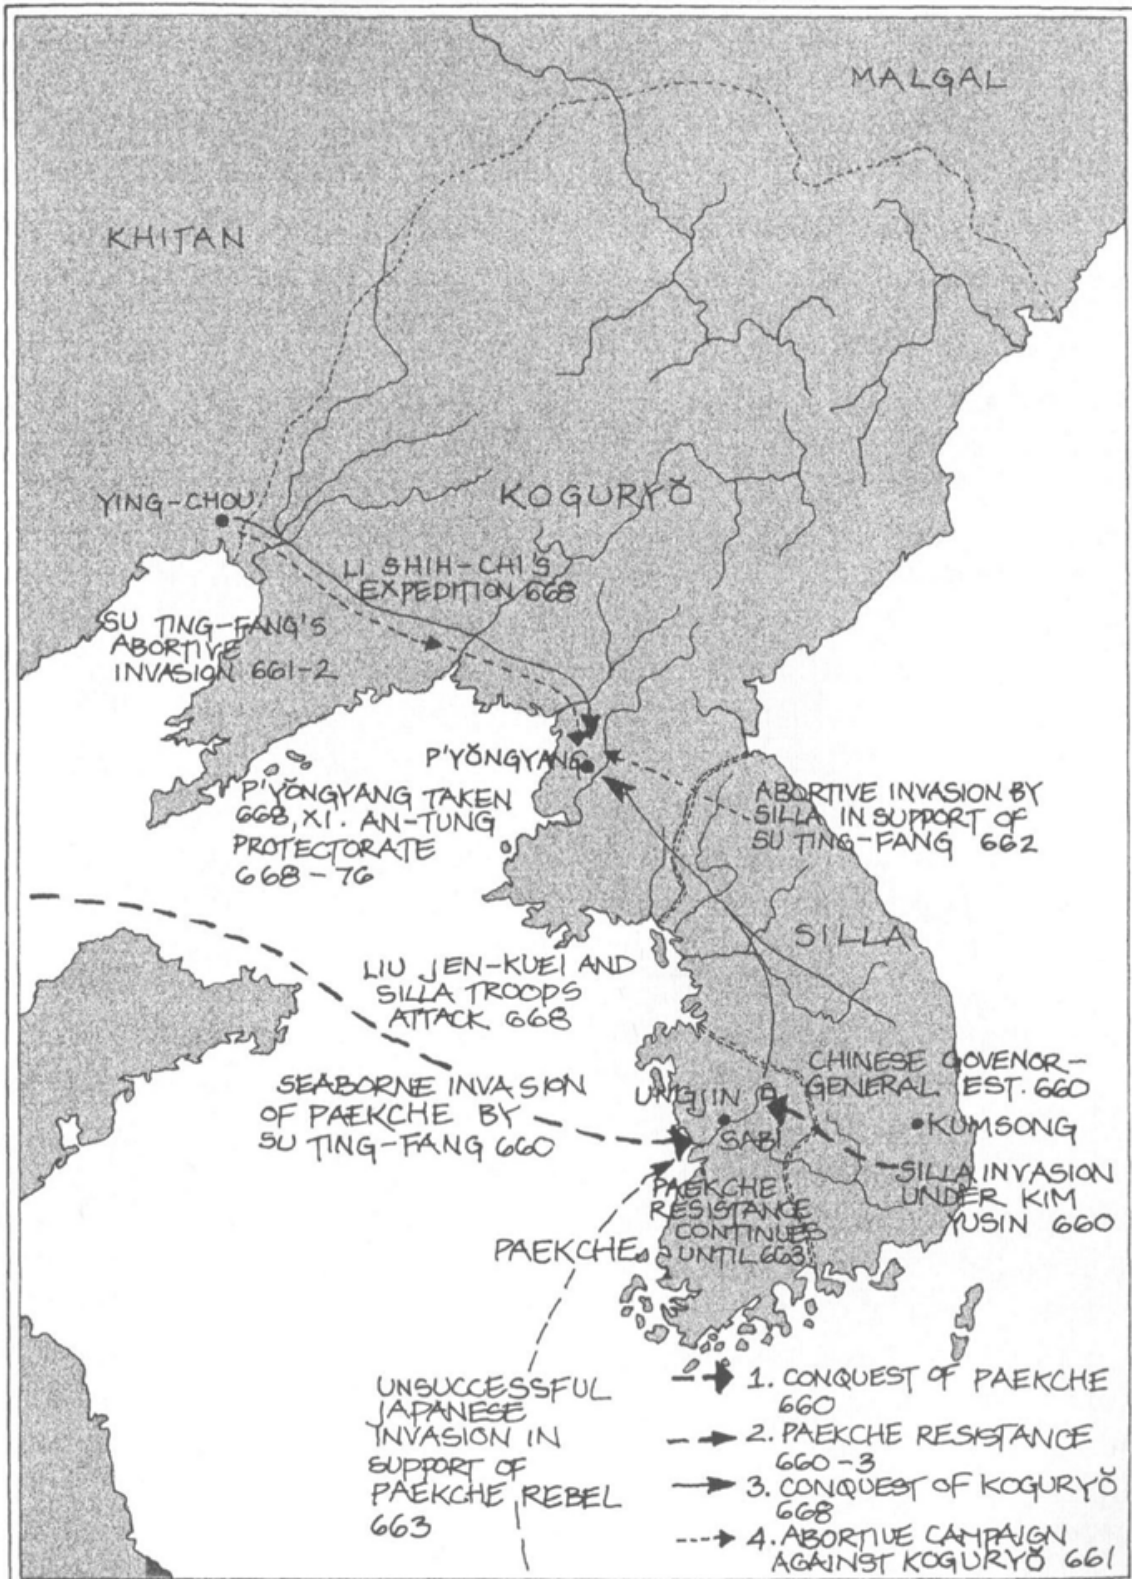 MALGAL
KHITAN
KOGURYŎ
YING-CHOU
LI SHIH-CHI'S
EXPEDITION 668
SU TING-FANG'S
ABORTIVE
INVASION 661-2
P'YŎNGYANG
P'YŎNGYANG TAKEN
668, XI. AN-TUNG
PROTECTORATE
668-76
ABORTIVE INVASION BY
SILLA IN SUPPORT OF
SU TING-FANG 662
SILLA
LIU JEN-KUEI AND
SILLA TROOPS
ATTACK 668
SEABORNE INVASION
OF PAEKCHE BY
SU TING-FANG 660
CHINESE GOVENOR-
GENERAL EST. 660
UNGJIN
SABI
KUMSONG
SILLA INVASION
UNDER KIM
YUSIN 660
PAEKCHE
RESISTANCE
CONTINUES
UNTIL 663
PAEKCHE
UNSUCCESSFUL
JAPANESE
INVASION IN
SUPPORT OF
PAEKCHE REBEL
663
1. CONQUEST OF PAEKCHE
660
2. PAEKCHE RESISTANCE
660-3
3. CONQUEST OF KOGURYŎ
668
4. ABORTIVE CAMPAIGN
AGAINST KOGURYŎ 661